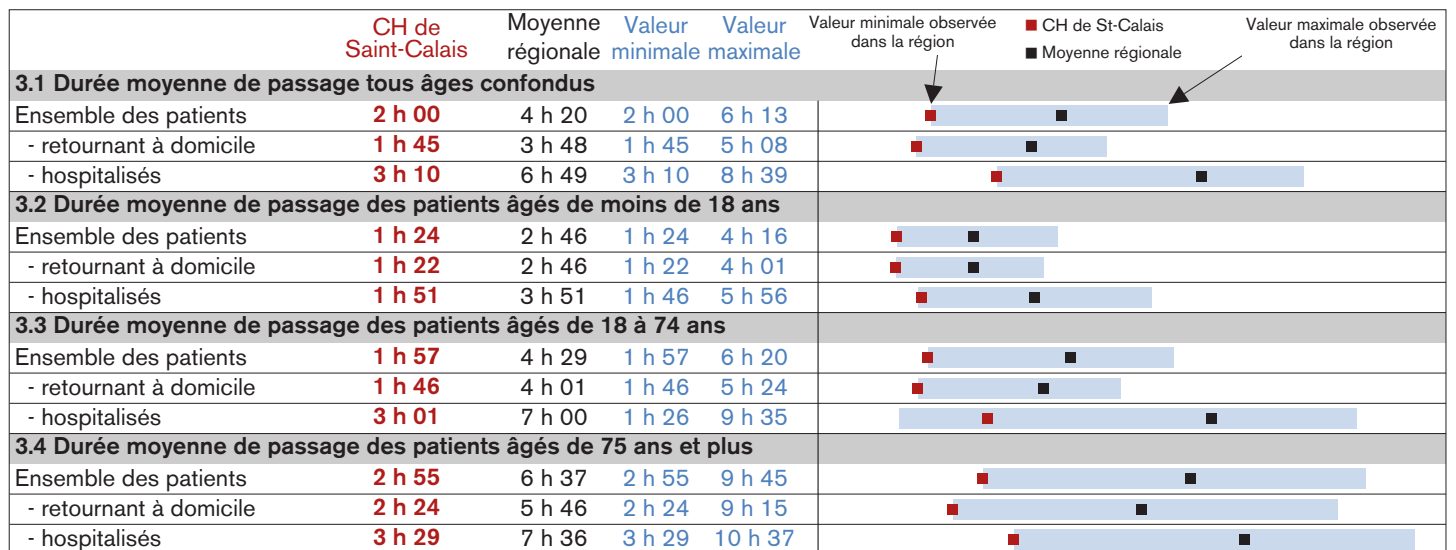 CH de Saint-Calais Moyenne régionale Valeur minimale Valeur maximale Valeur minimale observée dans la région CH de St-Calais Moyenne régionale Valeur maximale observée dans la région
3.1 Durée moyenne de passage tous âges confondus
Ensemble des patients 2 h 00 4 h 20 2 h 00 6 h 13
- retournant à domicile 1 h 45 3 h 48 1 h 45 5 h 08
- hospitalisés 3 h 10 6 h 49 3 h 10 8 h 39
3.2 Durée moyenne de passage des patients âgés de moins de 18 ans
Ensemble des patients 1 h 24 2 h 46 1 h 24 4 h 16
- retournant à domicile 1 h 22 2 h 46 1 h 22 4 h 01
- hospitalisés 1 h 51 3 h 51 1 h 46 5 h 56
3.3 Durée moyenne de passage des patients âgés de 18 à 74 ans
Ensemble des patients 1 h 57 4 h 29 1 h 57 6 h 20
- retournant à domicile 1 h 46 4 h 01 1 h 46 5 h 24
- hospitalisés 3 h 01 7 h 00 1 h 26 9 h 35
3.4 Durée moyenne de passage des patients âgés de 75 ans et plus
Ensemble des patients 2 h 55 6 h 37 2 h 55 9 h 45
- retournant à domicile 2 h 24 5 h 46 2 h 24 9 h 15
- hospitalisés 3 h 29 7 h 36 3 h 29 10 h 37